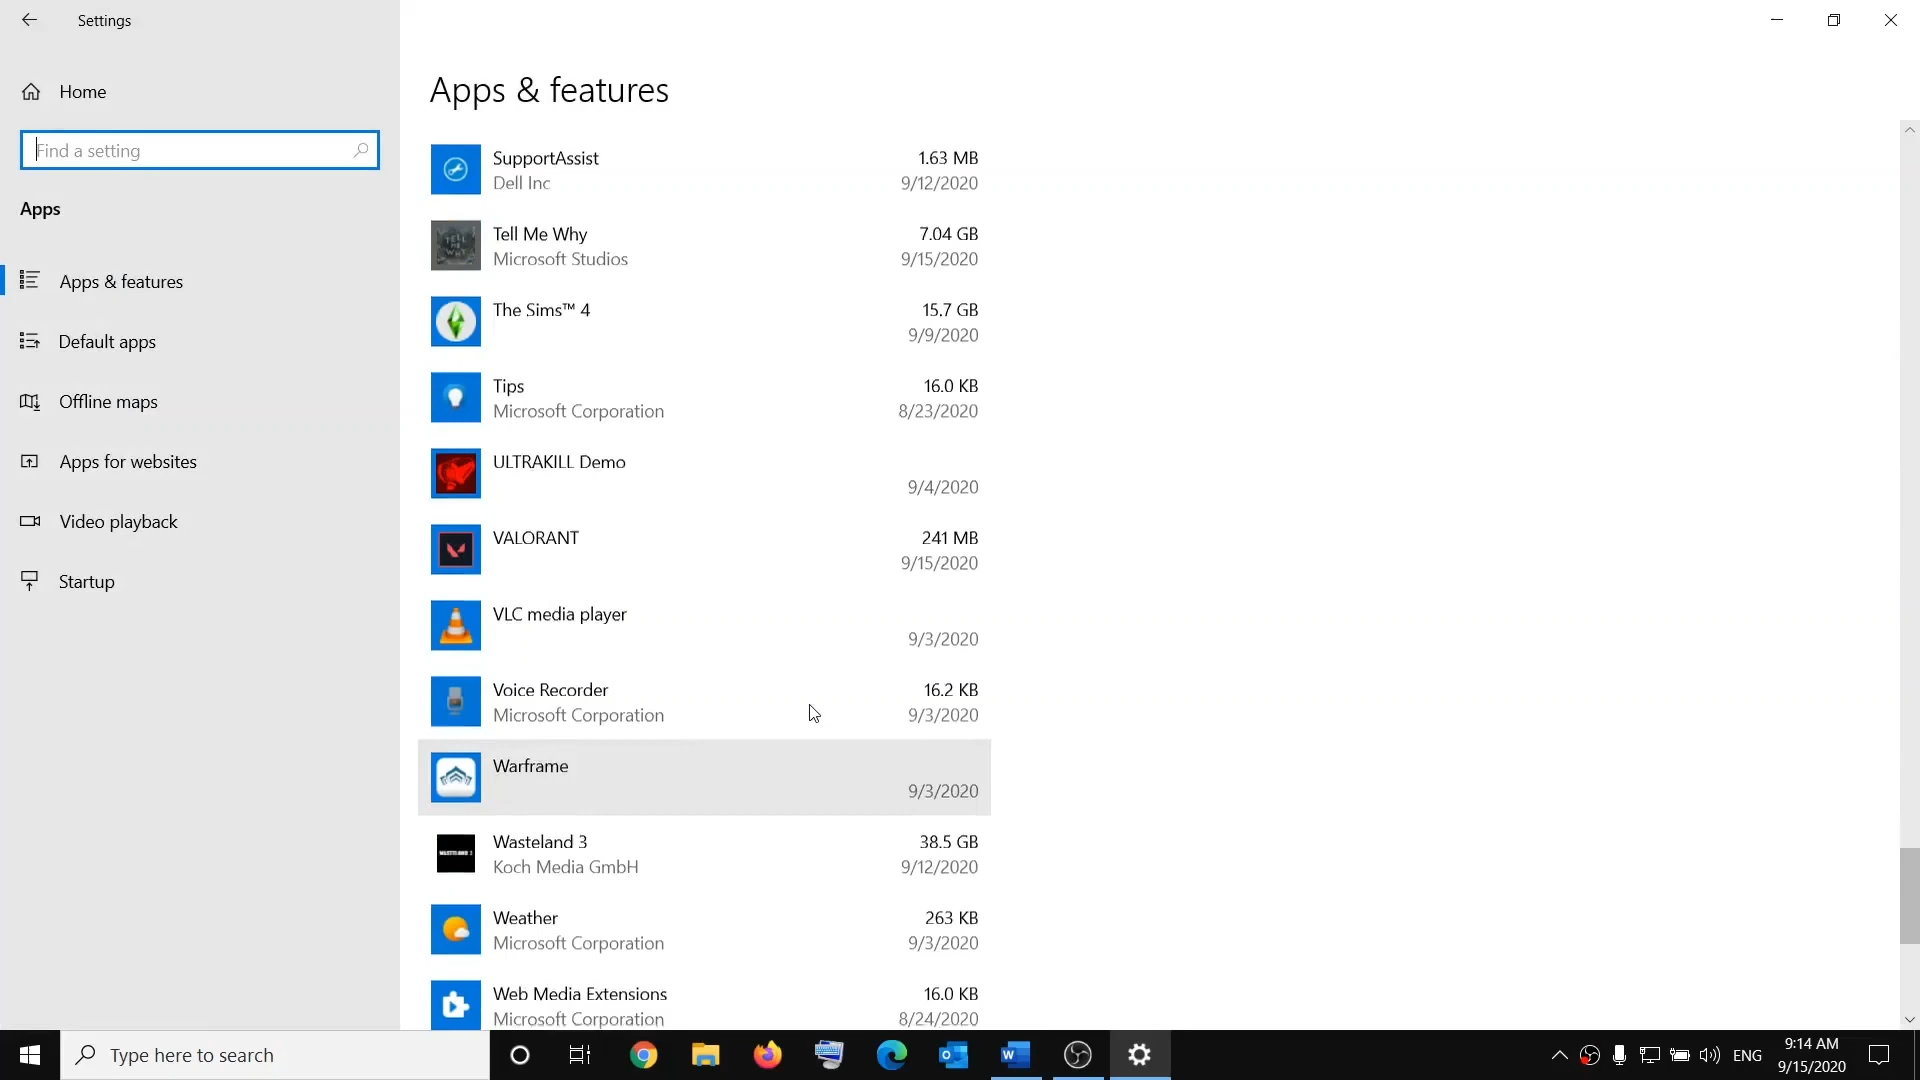 Settings
Home
Find a setting
Apps
Apps & features
Default apps
Offline maps
Apps for websites
Video playback
Startup
Apps & features
SupportAssist 1.63 MB
Dell Inc 9/12/2020
TELL ME WHY
Tell Me Why 7.04 GB
Microsoft Studios 9/15/2020
The Sims™ 4 15.7 GB
9/9/2020
Tips 16.0 KB
Microsoft Corporation 8/23/2020
ULTRAKILL Demo
9/4/2020
VALORANT 241 MB
9/15/2020
VLC media player
9/3/2020
Voice Recorder 16.2 KB
Microsoft Corporation 9/3/2020
Warframe
9/3/2020
WASTELAND 3
Wasteland 3 38.5 GB
Koch Media GmbH 9/12/2020
Weather 263 KB
Microsoft Corporation 9/3/2020
Web Media Extensions 16.0 KB
Microsoft Corporation 8/24/2020
Type here to search
W
ENG
9:14 AM
9/15/2020